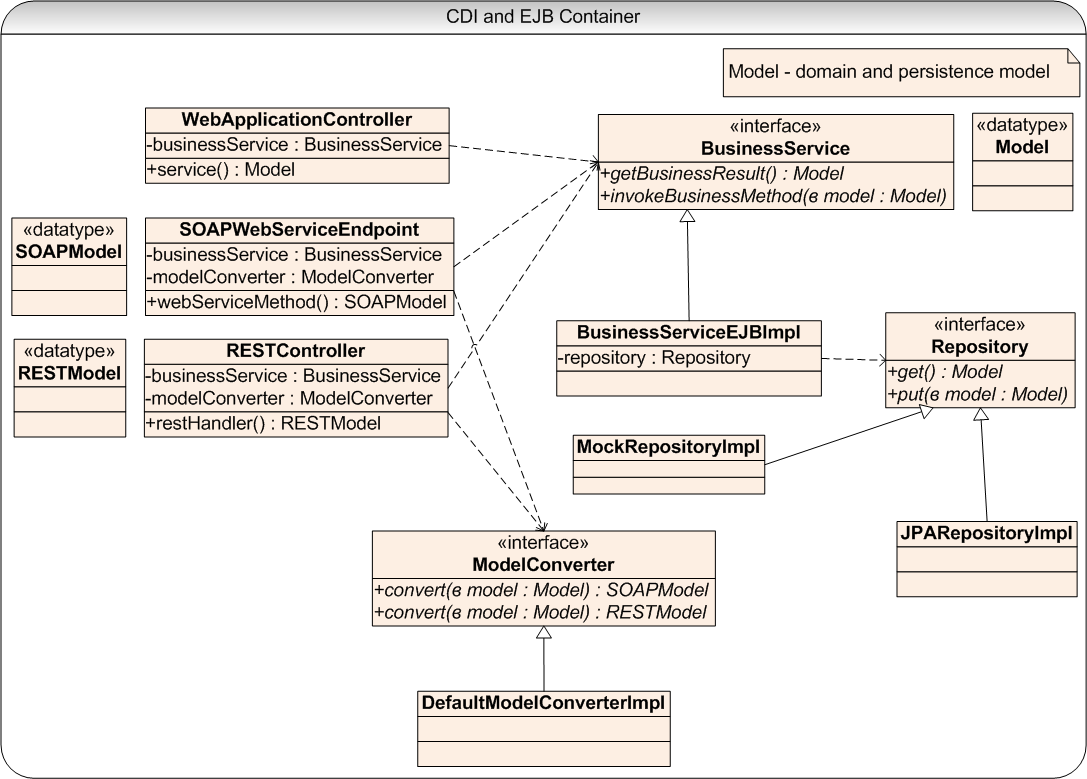 CDI and EJB Container
Model - domain and persistence model
WebApplicationController
-businessService : BusinessService
+service() : Model
«interface»
BusinessService
+getBusinessResult() : Model
+invokeBusinessMethod(в model : Model)
«datatype»
Model
«datatype»
SOAPModel
SOAPWebServiceEndpoint
-businessService : BusinessService
-modelConverter : ModelConverter
+webServiceMethod() : SOAPModel
«datatype»
RESTModel
RESTController
-businessService : BusinessService
-modelConverter : ModelConverter
+restHandler() : RESTModel
BusinessServiceEJBImpl
-repository : Repository
«interface»
Repository
+get() : Model
+put(в model : Model)
MockRepositoryImpl
JPARepositoryImpl
«interface»
ModelConverter
+convert(в model : Model) : SOAPModel
+convert(в model : Model) : RESTModel
DefaultModelConverterImpl